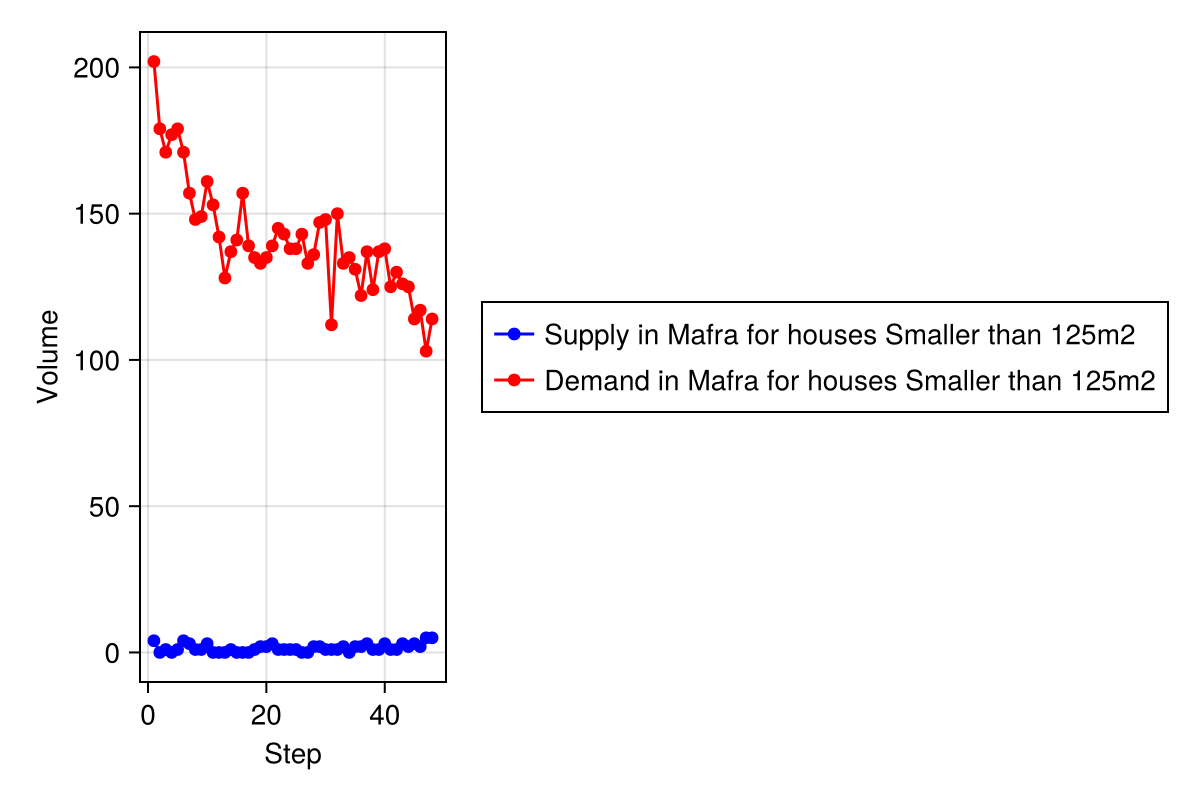 200
150
100
50
0
Volume
0 20 40
Step
Supply in Mafra for houses Smaller than 125m2
Demand in Mafra for houses Smaller than 125m2